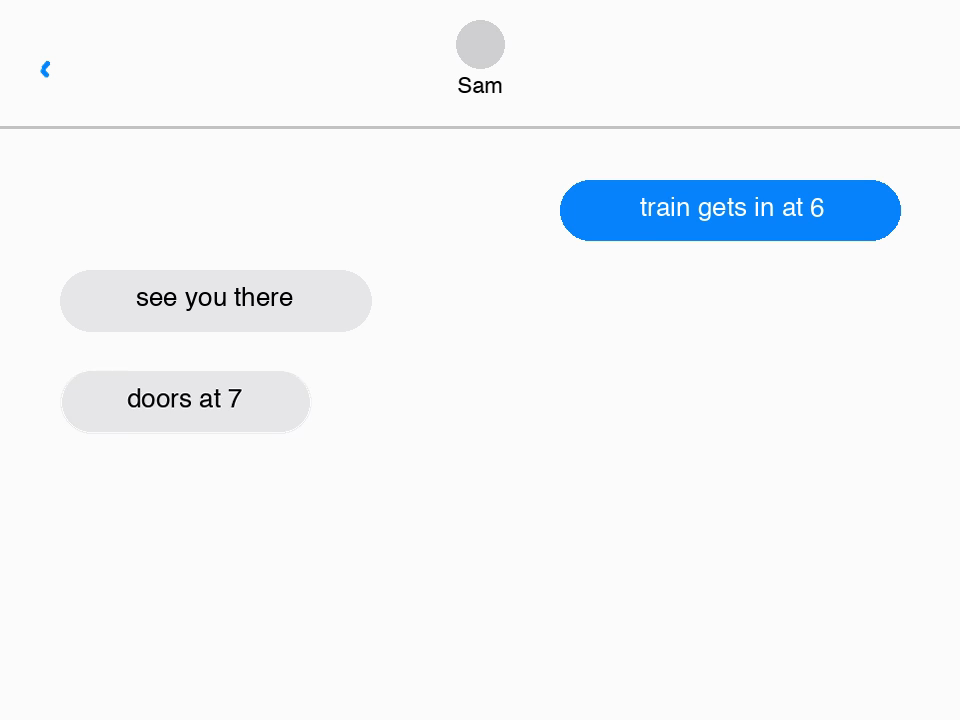 Sam
train gets in at 6
see you there
doors at 7